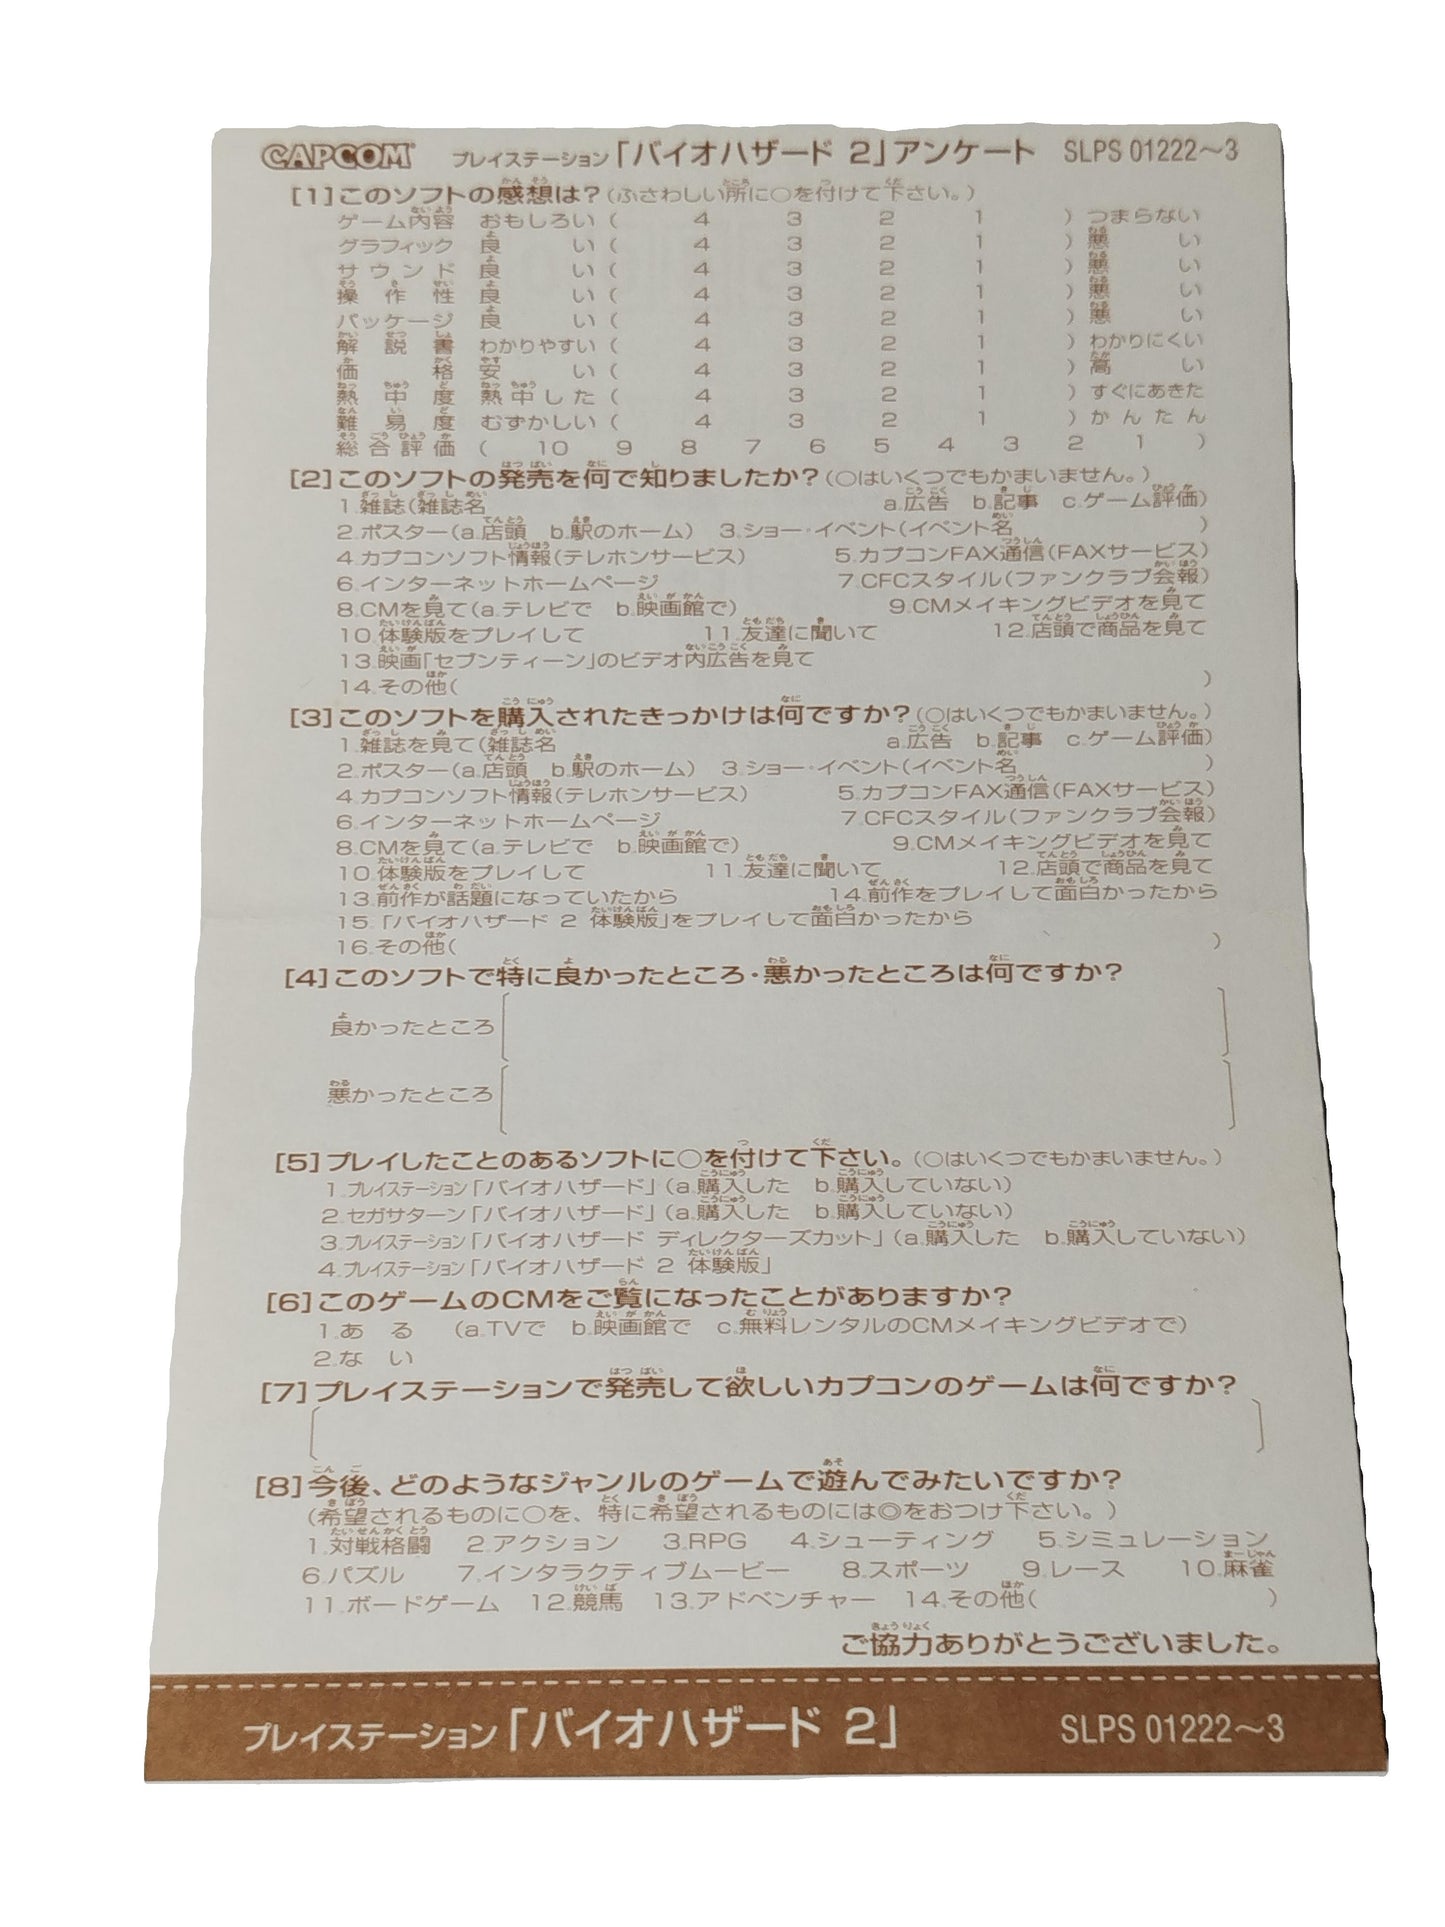 CAPCOM プレイステーション「バイオハザード 2」アンケート SLPS 01222～3
[1]このソフトの感想は？(ふさわしい所に○を付けて下さい。)
ゲーム内容 おもしろい ( 4 3 2 1 ) つまらない
グラフィック 良い ( 4 3 2 1 ) 悪い
サウンド 良い ( 4 3 2 1 ) 悪い
操作性 良い ( 4 3 2 1 ) 悪い
パッケージ 良い ( 4 3 2 1 ) 悪い
解説書 わかりやすい ( 4 3 2 1 ) わかりにくい
価格 安い ( 4 3 2 1 ) 高い
熱中度 熱中した ( 4 3 2 1 ) すぐにあきた
難易度 むずかしい ( 4 3 2 1 ) かんたん
総合評価 ( 10 9 8 7 6 5 4 3 2 1 )
[2]このソフトの発売を何で知りましたか？(○はいくつでもかまいません。)
1.雑誌(雑誌名 a.広告 b.記事 c.ゲーム評価)
2.ポスター(a.店頭 b.駅のホーム) 3.ショー・イベント(イベント名 )
4.カプコンソフト情報(テレホンサービス) 5.カプコンFAX通信(FAXサービス)
6.インターネットホームページ 7.CFCスタイル(ファンクラブ会報)
8.CMを見て(a.テレビで b.映画館で) 9.CMメイキングビデオを見て
10.体験版をプレイして 11.友達に聞いて 12.店頭で商品を見て
13.映画「セブンティーン」のビデオ内広告を見て
14.その他( )
[3]このソフトを購入されたきっかけは何ですか？(○はいくつでもかまいません。)
1.雑誌を見て(雑誌名 a.広告 b.記事 c.ゲーム評価)
2.ポスター(a.店頭 b.駅のホーム) 3.ショー・イベント(イベント名 )
4.カプコンソフト情報(テレホンサービス) 5.カプコンFAX通信(FAXサービス)
6.インターネットホームページ 7.CFCスタイル(ファンクラブ会報)
8.CMを見て(a.テレビで b.映画館で) 9.CMメイキングビデオを見て
10.体験版をプレイして 11.友達に聞いて 12.店頭で商品を見て
13.前作が話題になっていたから 14.前作をプレイして面白かったから
15.「バイオハザード 2 体験版」をプレイして面白かったから
16.その他( )
[4]このソフトで特に良かったところ・悪かったところは何ですか？
良かったところ
悪かったところ
[5]プレイしたことのあるソフトに○を付けて下さい。(○はいくつでもかまいません。)
1.プレイステーション「バイオハザード」(a.購入した b.購入していない)
2.セガサターン「バイオハザード」(a.購入した b.購入していない)
3.プレイステーション「バイオハザード ディレクターズカット」(a.購入した b.購入していない)
4.プレイステーション「バイオハザード 2 体験版」
[6]このゲームのCMをご覧になったことがありますか？
1.ある (a.TVで b.映画館で c.無料レンタルのCMメイキングビデオで)
2.ない
[7]プレイステーションで発売して欲しいカプコンのゲームは何ですか？
[8]今後、どのようなジャンルのゲームで遊んでみたいですか？
(希望されるものに○を、特に希望されるものには◎をおつけ下さい。)
1.対戦格闘 2.アクション 3.RPG 4.シューティング 5.シミュレーション
6.パズル 7.インタラクティブムービー 8.スポーツ 9.レース 10.麻雀
11.ボードゲーム 12.競馬 13.アドベンチャー 14.その他( )
ご協力ありがとうございました。
プレイステーション「バイオハザード 2」 SLPS 01222～3